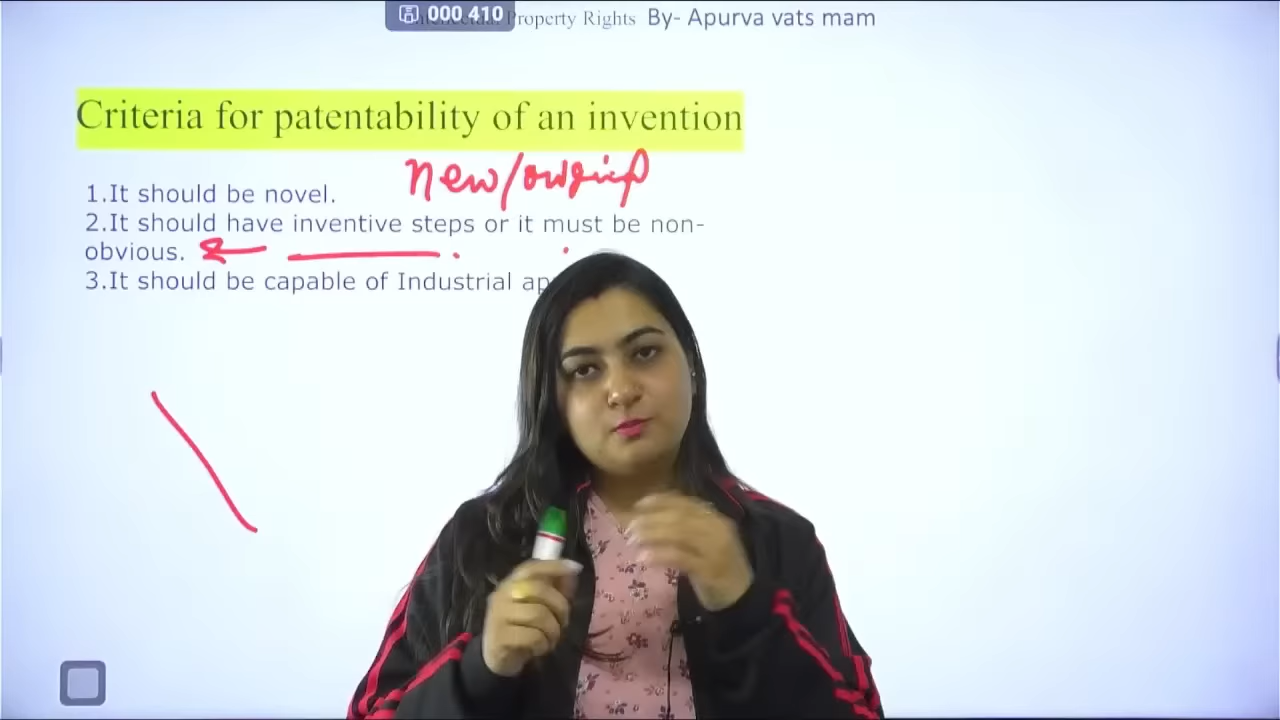 000 410
Property Rights By- Apurva vats mam
Criteria for patentability of an invention
new/
1.It should be novel.
2.It should have inventive steps or it must be non-
obvious.
3.It should be capable of Industrial